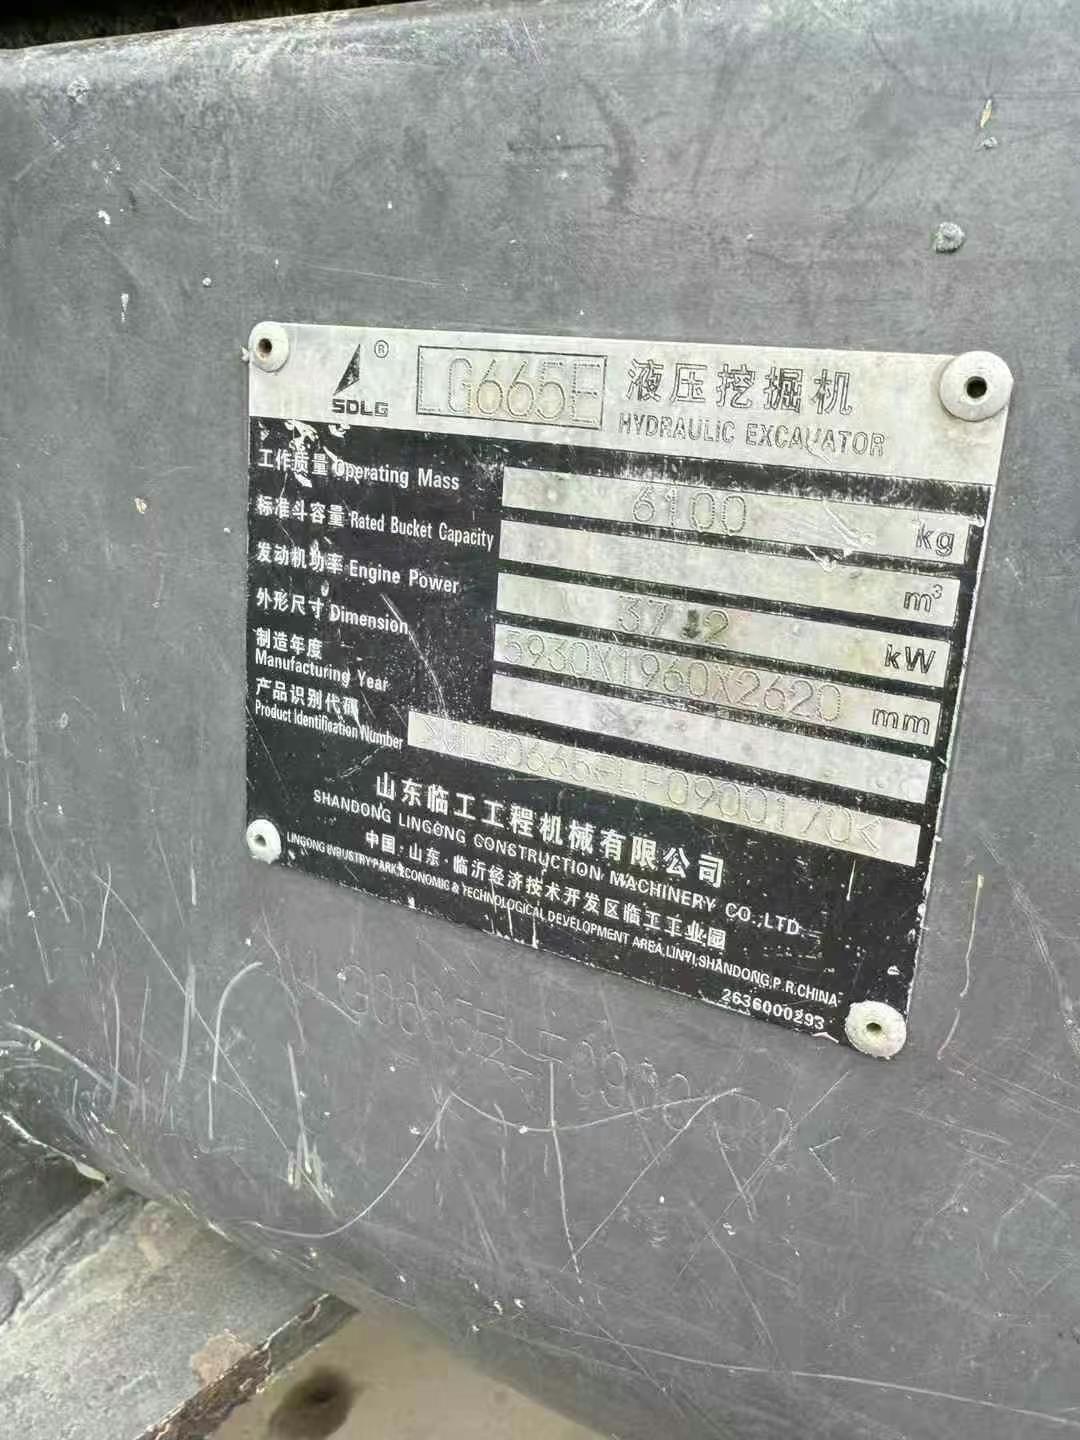 ® LG665E 液压挖掘机
SDLG HYDRAULIC EXCAVATOR
工作质量 Operating Mass 6100 kg
标准斗容量 Rated Bucket Capacity m³
发动机功率 Engine Power 37.2 kW
外形尺寸 Dimension 5930X1960X2620 mm
制造年度
Manufacturing Year
产品识别代码
Product Identification Number
山东临工工程机械有限公司
SHANDONG LINGONG CONSTRUCTION MACHINERY CO.,LTD
中国·山东·临沂经济技术开发区临工工业园
LINGONG INDUSTRY PARK,ECONOMIC & TECHNOLOGICAL DEVELOPMENT AREA,LINYI,SHANDONG,P.R.CHINA
2636000293